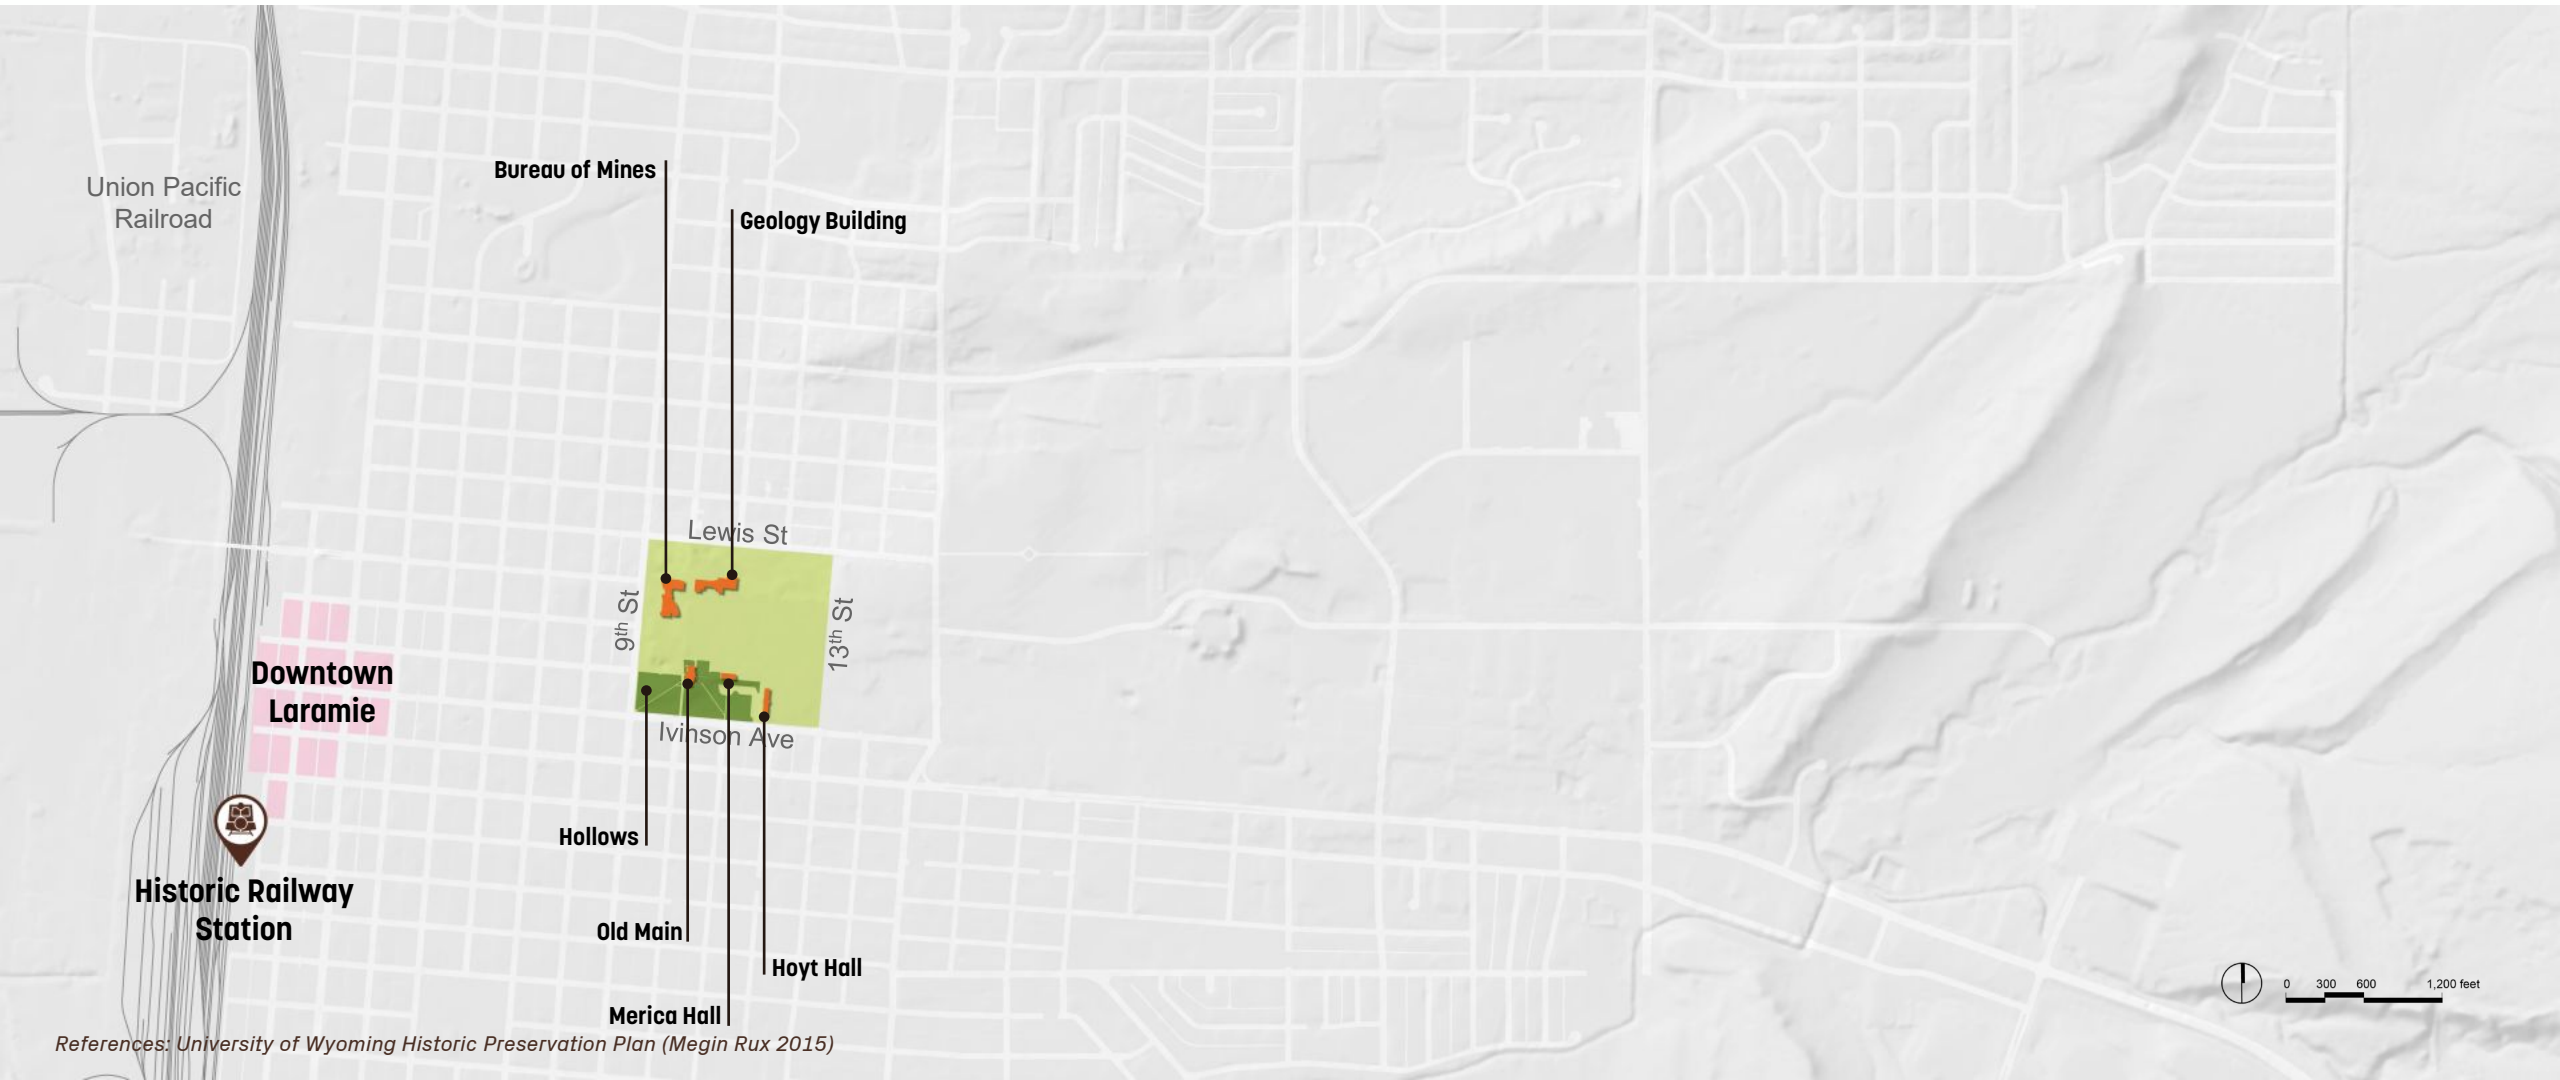 Bureau of Mines
Union Pacific
Railroad
Geology Building
Lewis St
9th St
13th St
Downtown
Laramie
Ivinson Ave
Hollows
Historic Railway
Station
Old Main
Hoyt Hall
0 300 600 1,200 feet
Merica Hall
References: University of Wyoming Historic Preservation Plan (Megin Rux 2015)